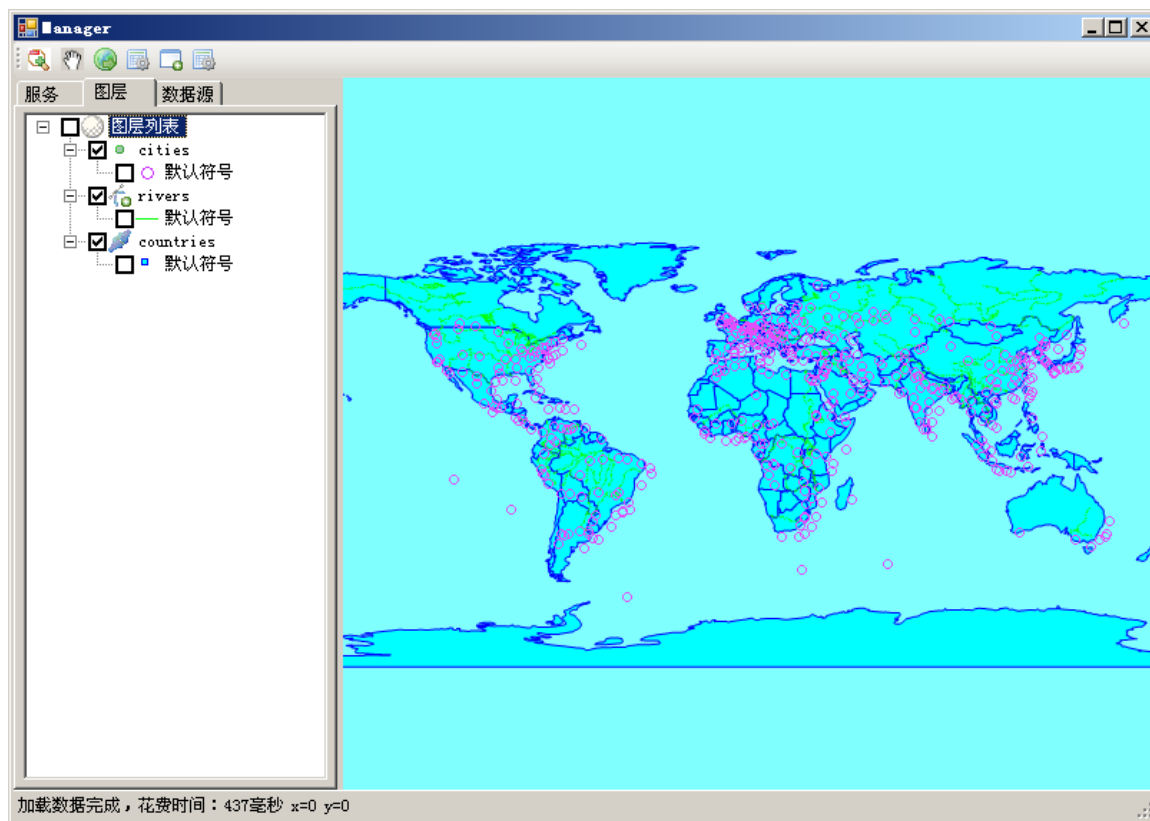 Manager
服务 图层 数据源
图层列表
cities
默认符号
rivers
默认符号
countries
默认符号
加载数据完成，花费时间：437毫秒 x=0 y=0